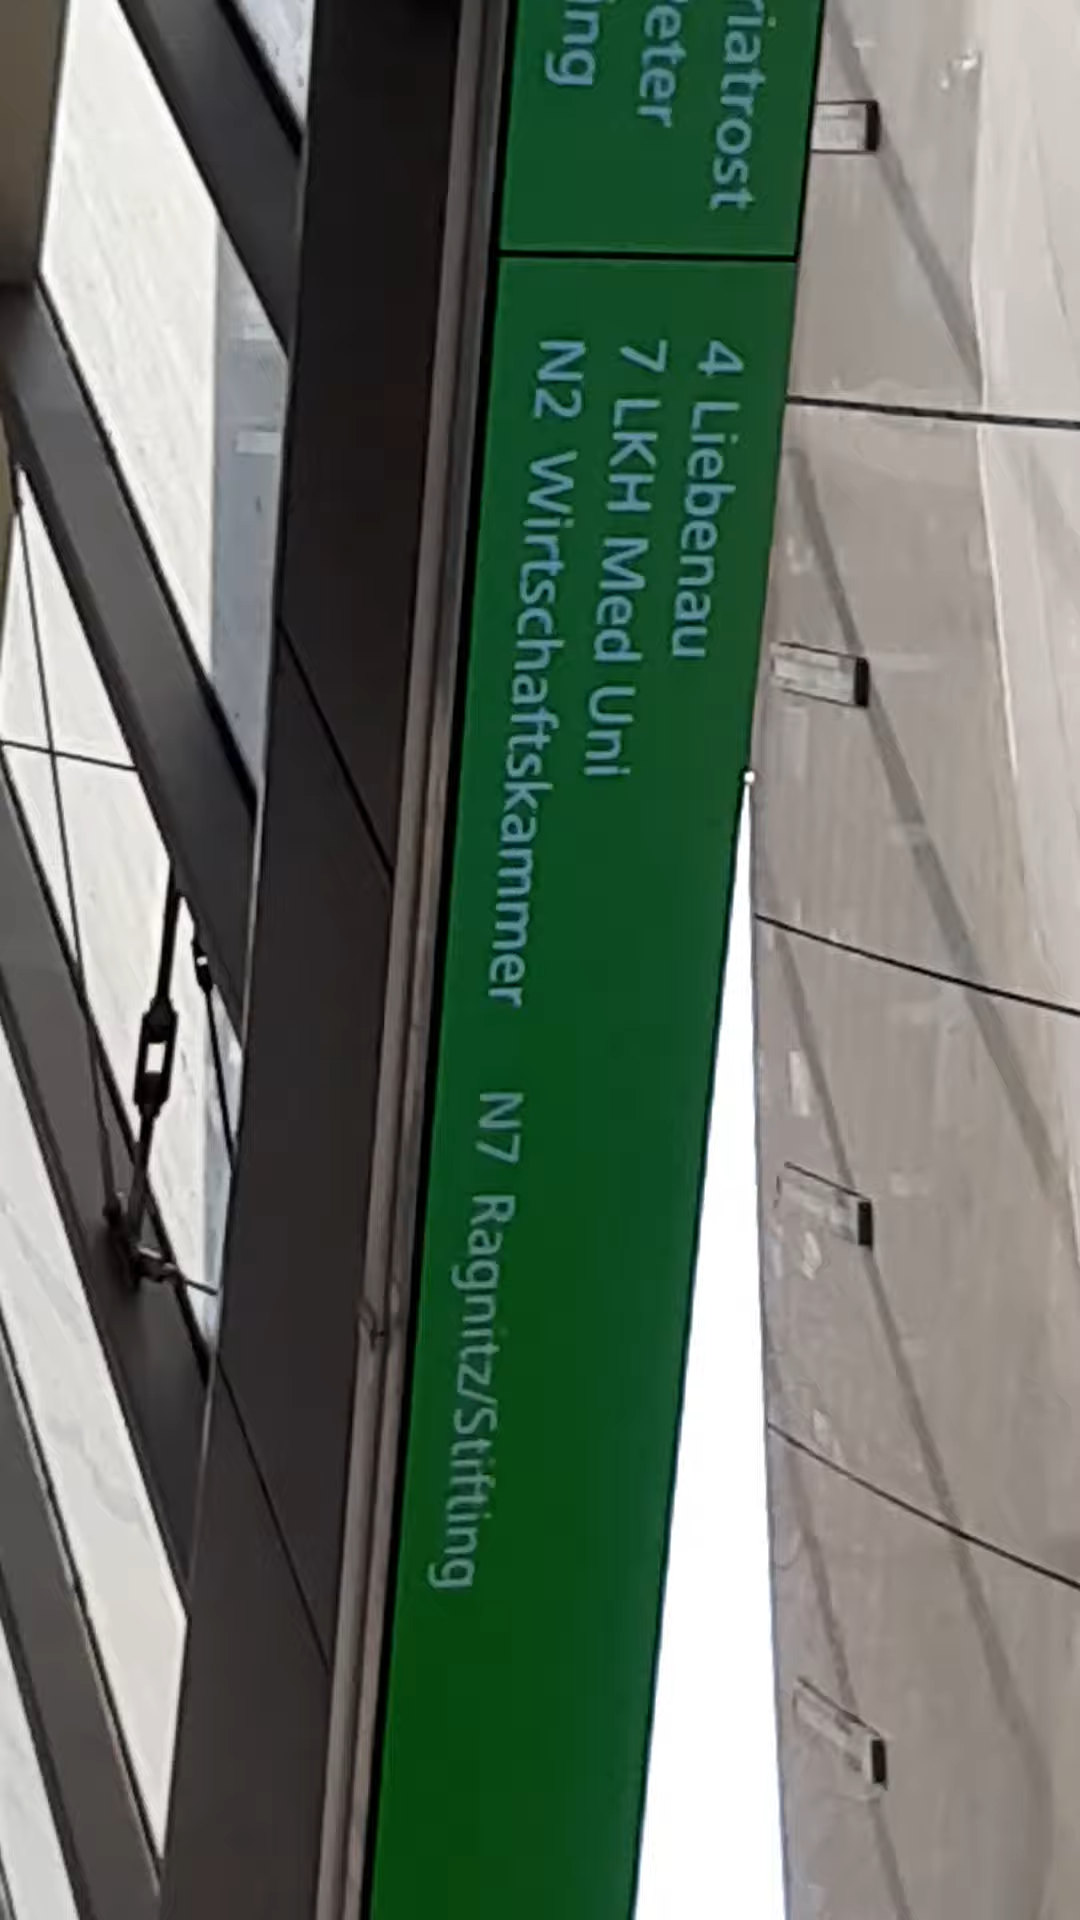 riatrost
eter
ing
4 Liebenau
7 LKH Med Uni
N2 Wirtschaftskammer N7 Ragnitz/Stifting